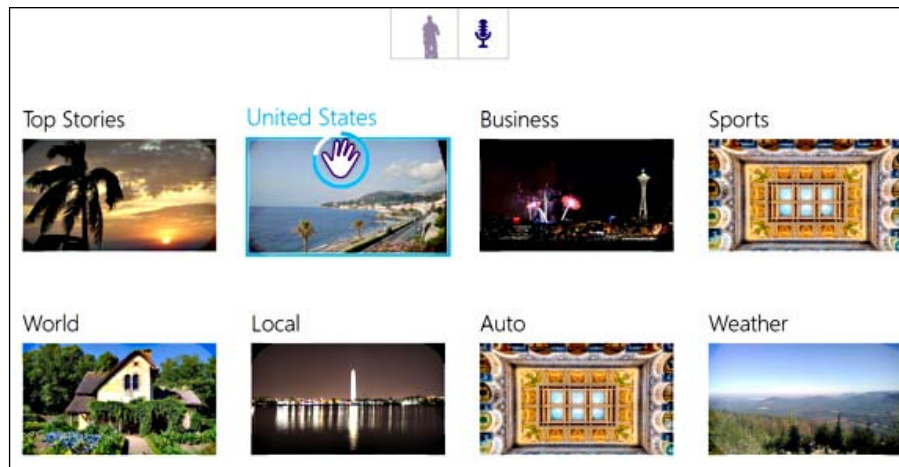 Top Stories
United States
Business
Sports
World
Local
Auto
Weather